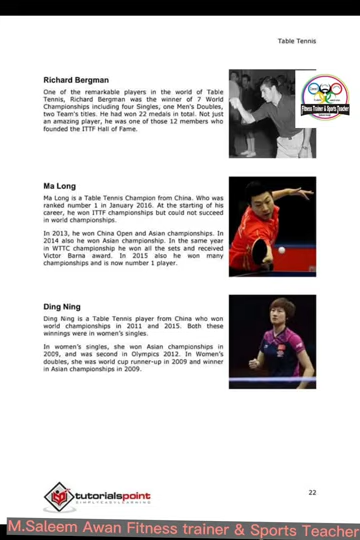 Table Tennis
Richard Bergman
One of the remarkable players in the world of Table
Tennis, Richard Bergman was the winner of 7 World
Championships including four Singles, one Men's Doubles,
two Team's titles. He had won 22 medals in total. Not just
an amazing player, he was one of those 12 members who
founded the ITTF Hall of Fame.
Fitness Trainer & Sports Teacher
Ma Long
Ma Long is a Table Tennis Champion from China. Who was
ranked number 1 in January 2016. At the starting of his
career, he won ITTF championships but could not succeed
in world championships.
In 2013, he won China Open and Asian championships. In
2014 also he won Asian championship. In the same year
in WTTC championship he won all the sets and received
Victor Barna award. In 2015 also he won many
championships and is now number 1 player.
Ding Ning
Ding Ning is a Table Tennis player from China who won
world championships in 2011 and 2015. Both these
winnings were in women's singles.
In women's singles, she won Asian championships in
2009, and was second in Olympics 2012. In Women's
doubles, she was world cup runner-up in 2009 and winner
in Asian championships in 2009.
tutorialspoint
SIMPLYEASYLEARNING
22
M.Saleem Awan Fitness trainer & Sports Teacher